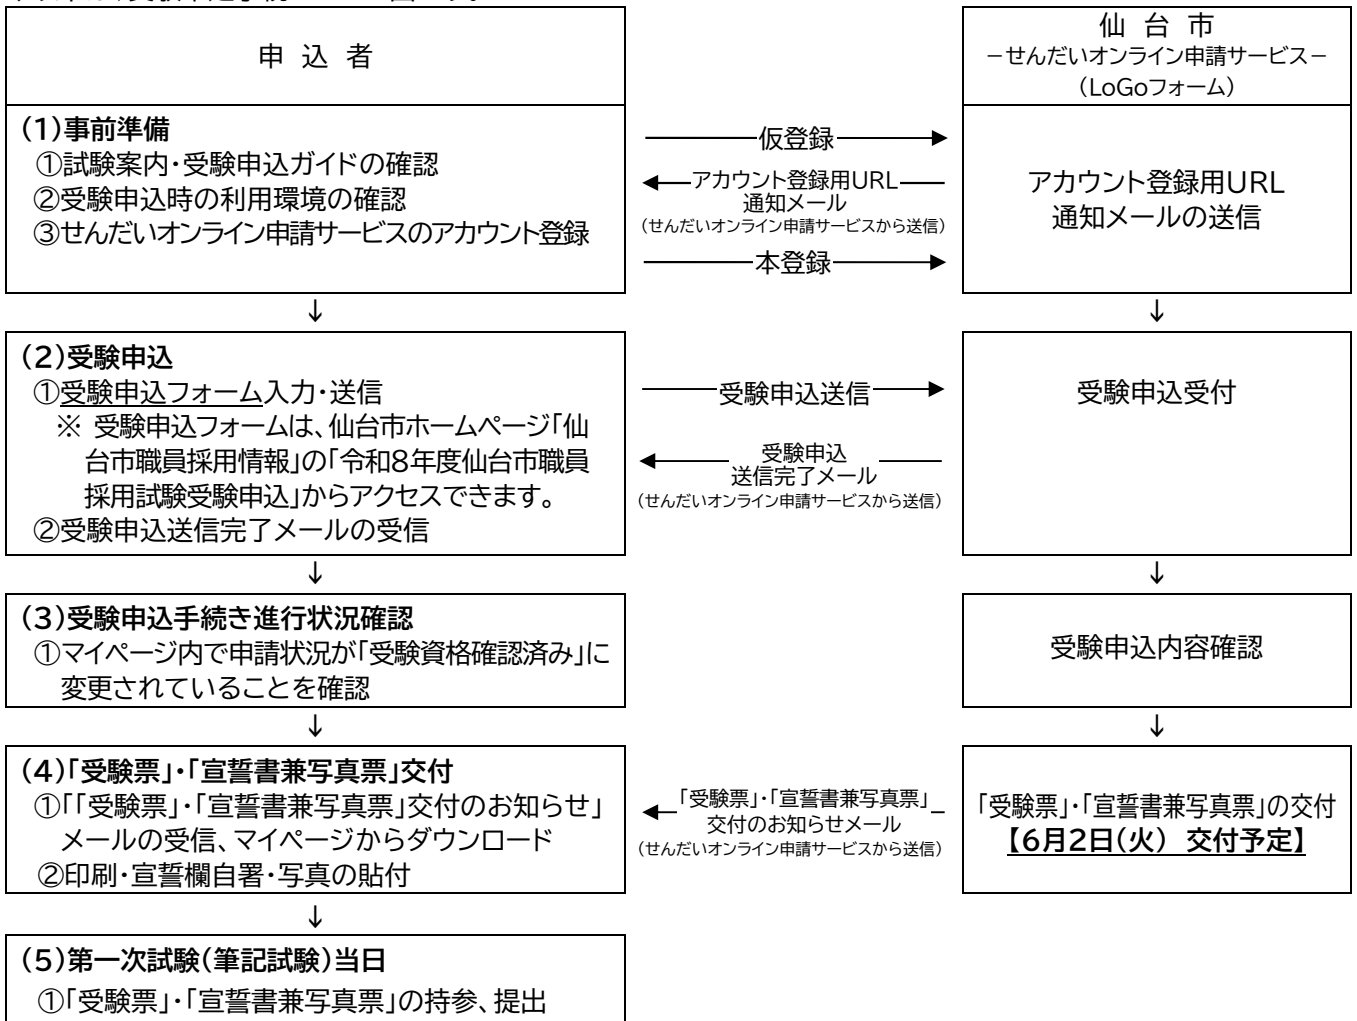 申 込 者
仙 台 市
－せんだいオンライン申請サービス－
（LoGoフォーム）
（1）事前準備
①試験案内・受験申込ガイドの確認
②受験申込時の利用環境の確認
③せんだいオンライン申請サービスのアカウント登録
仮登録
アカウント登録用URL
通知メール
（せんだいオンライン申請サービスから送信）
本登録
アカウント登録用URL
通知メールの送信
↓
↓
（2）受験申込
①受験申込フォーム入力・送信
※ 受験申込フォームは、仙台市ホームページ「仙
台市職員採用情報」の「令和8年度仙台市職員
採用試験受験申込」からアクセスできます。
②受験申込送信完了メールの受信
受験申込送信
受験申込
送信完了メール
（せんだいオンライン申請サービスから送信）
受験申込受付
↓
↓
（3）受験申込手続き進行状況確認
①マイページ内で申請状況が「受験資格確認済み」に
変更されていることを確認
受験申込内容確認
↓
↓
（4）「受験票」・「宣誓書兼写真票」交付
①「「受験票」・「宣誓書兼写真票」交付のお知らせ」
メールの受信、マイページからダウンロード
②印刷・宣誓欄自署・写真の貼付
「受験票」・「宣誓書兼写真票」
交付のお知らせメール
（せんだいオンライン申請サービスから送信）
「受験票」・「宣誓書兼写真票」の交付
【6月2日（火） 交付予定】
↓
（5）第一次試験（筆記試験）当日
①「受験票」・「宣誓書兼写真票」の持参、提出